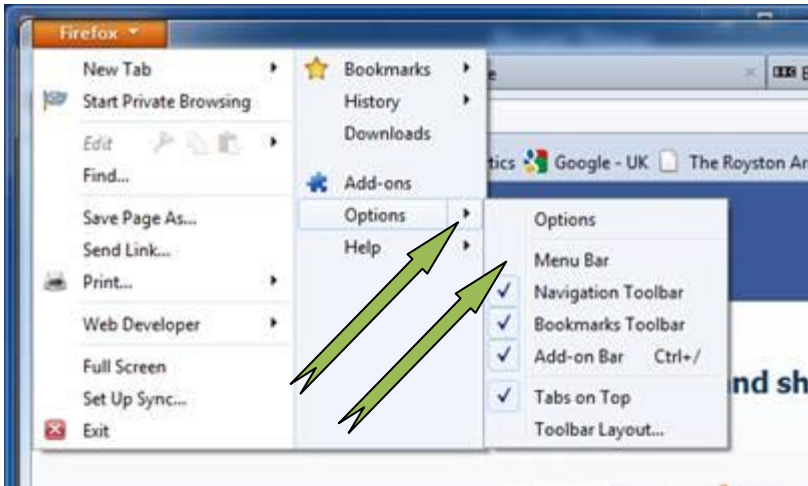 Firefox
New Tab
Start Private Browsing
Edit
Find...
Save Page As...
Send Link...
Print...
Web Developer
Full Screen
Set Up Sync...
Exit
Bookmarks
History
Downloads
Add-ons
Options
Help
Options
Menu Bar
Navigation Toolbar
Bookmarks Toolbar
Add-on Bar Ctrl+/
Tabs on Top
Toolbar Layout...
e
tics Google - UK The Royston Ar
nd sh